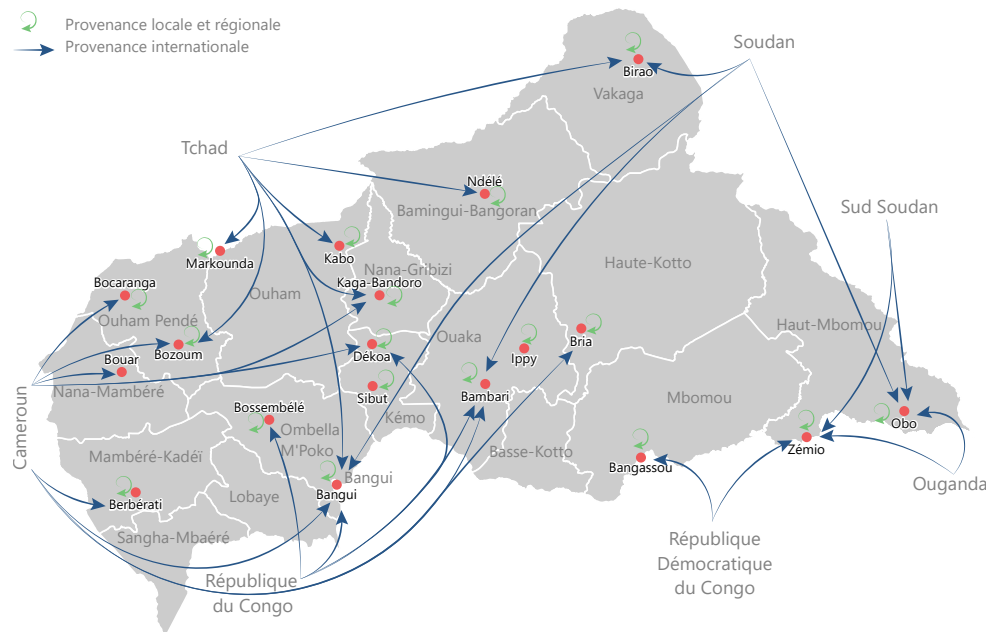 Provenance locale et régionale
Provenance internationale
Soudan
Birao
Vakaga
Tchad
Ndélé
Bamingui-Bangoran
Sud Soudan
Markounda
Kabo
Haute-Kotto
Nana-Gribizi
Bocaranga
Kaga-Bandoro
Ouham
Ouham Pendé
Haut-Mbomou
Ouaka
Bria
Bozoum
Dékoa
Ippy
Bouar
Nana-Mambéré
Sibut
Bambari
Mbomou
Cameroun
Bossembélé
Kémo
Obo
Ombella
M'Poko
Zémio
Basse-Kotto
Mambéré-Kadéï
Bangui
Bangassou
Bangui
Ouganda
Lobaye
Berbérati
Sangha-Mbaéré
République
Démocratique
du Congo
République
du Congo